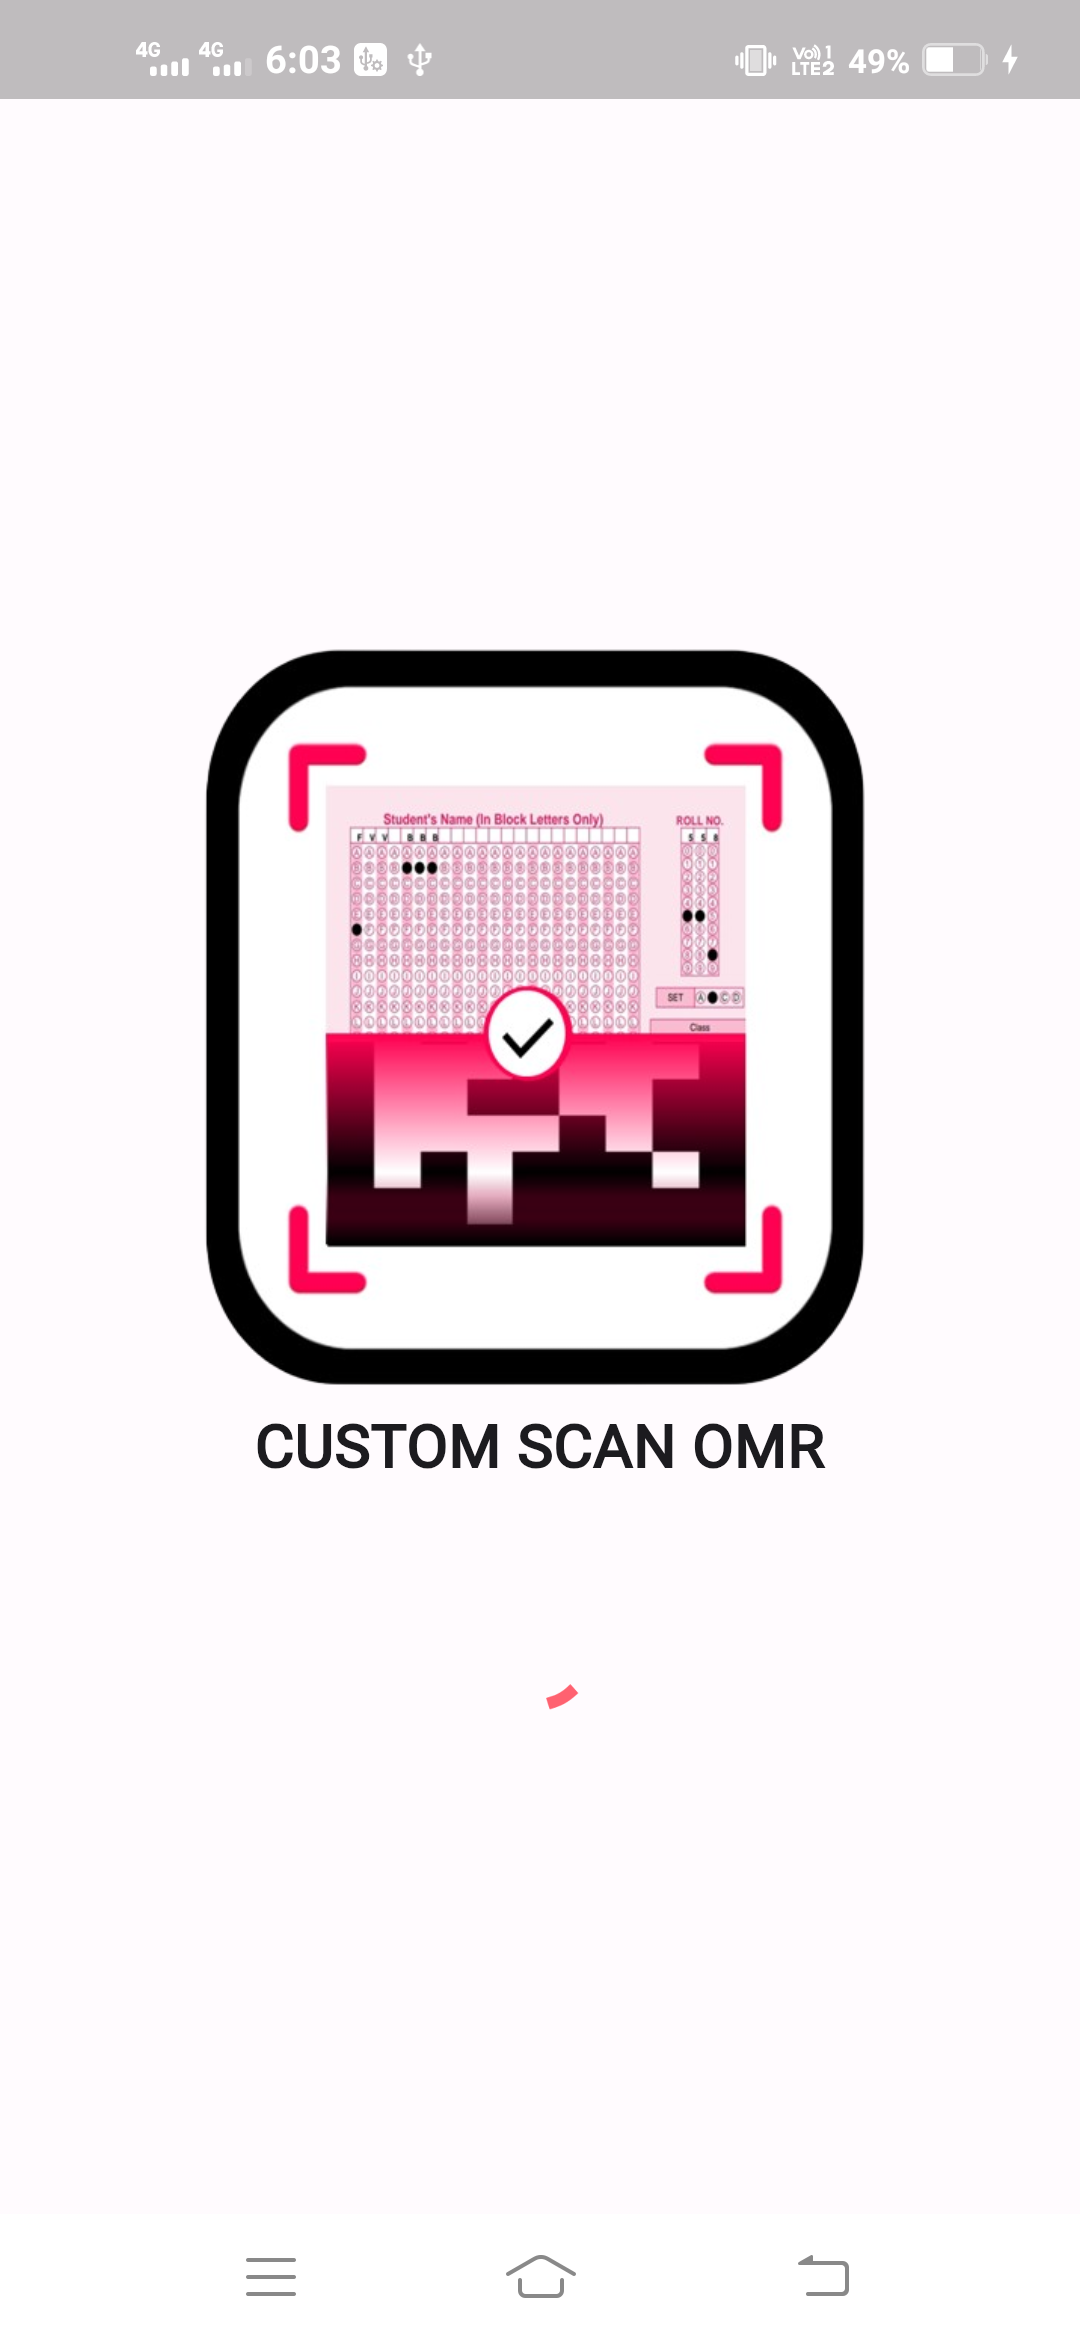 4G 4G 6:03 Vo)) 1 LTE2 49%
Student's Name (In Block Letters Only)
ROLL NO.
F V V B B B
5 5 8
SET A C D
Class
CUSTOM SCAN OMR